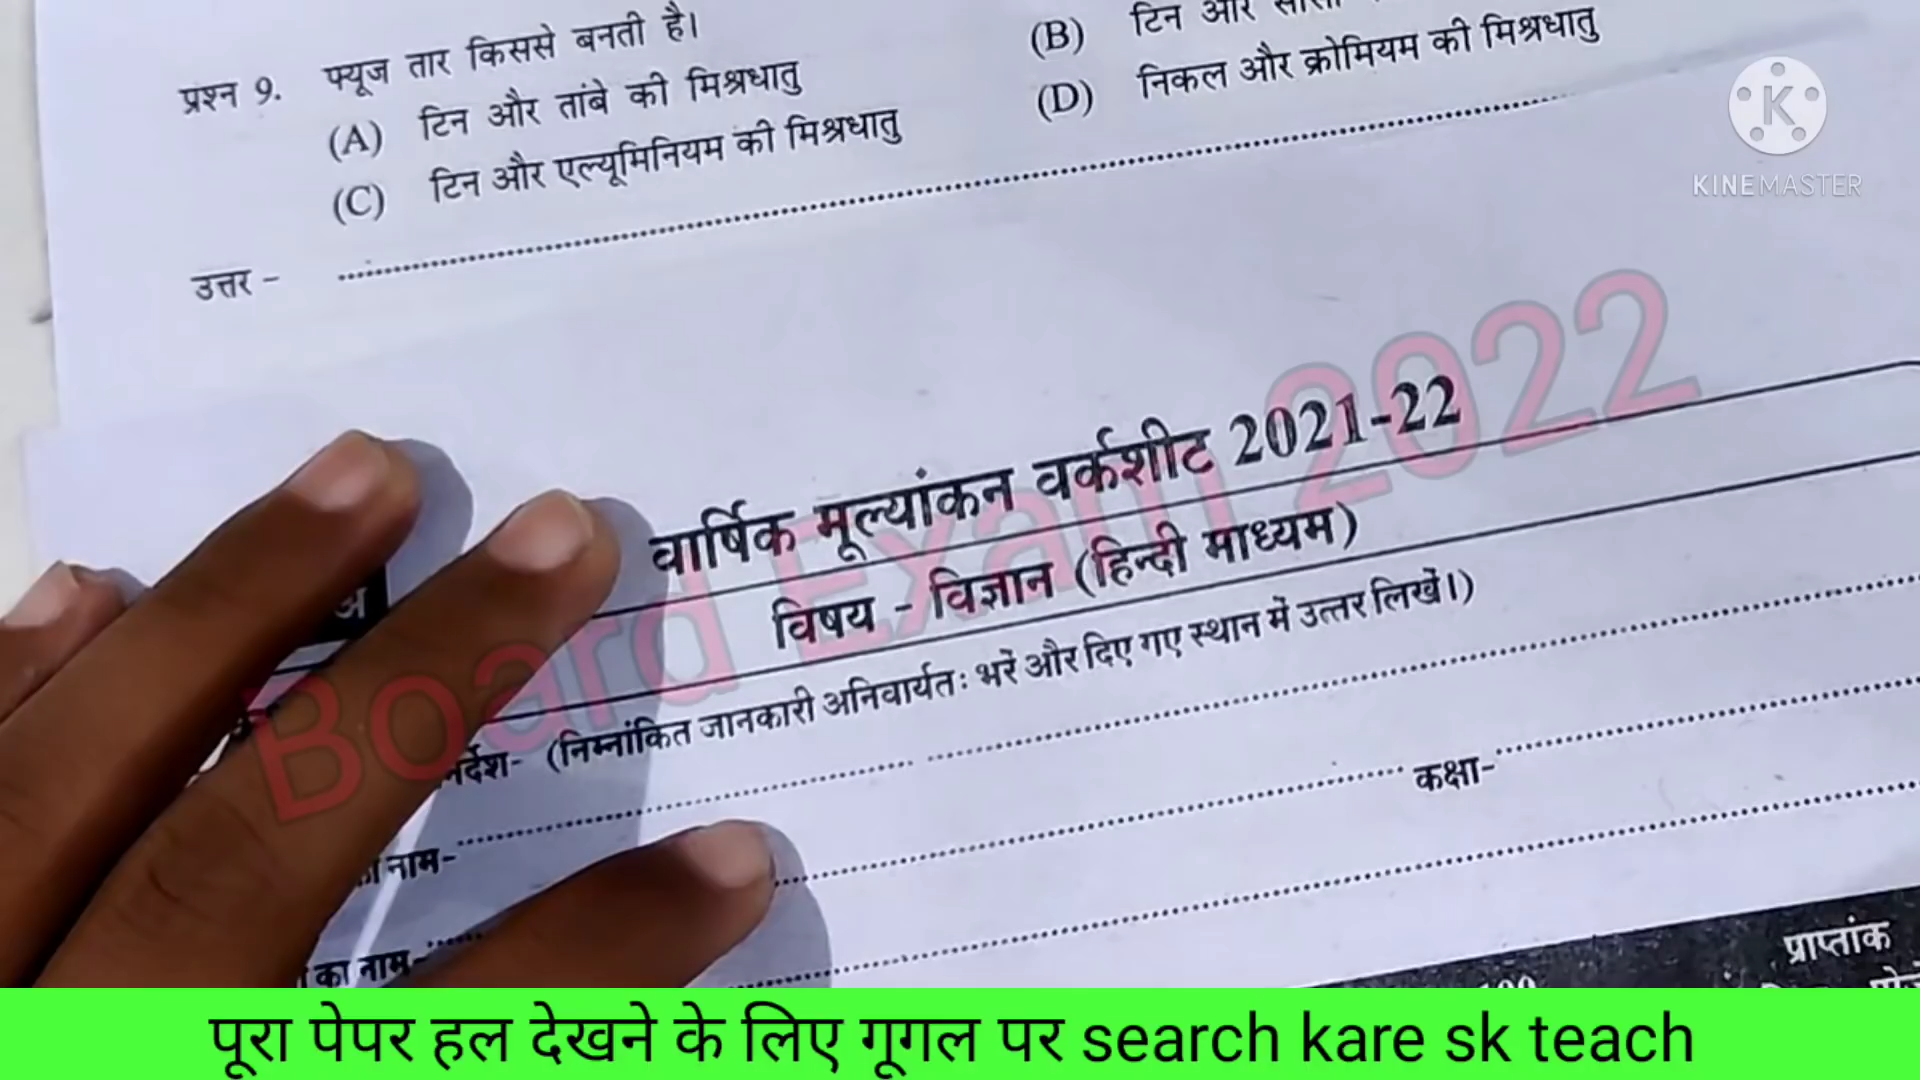 प्रश्न 9. फ्यूज तार किससे बनती है।
(A) टिन और तांबे की मिश्रधातु
(B) टिन और
(C) टिन और एल्यूमिनियम की मिश्रधातु
(D) निकल और क्रोमियम की मिश्रधातु
उत्तर -
KINEMASTER
वार्षिक मूल्यांकन वर्कशीट 2021-22
विषय - विज्ञान (हिन्दी माध्यम)
(निम्नांकित जानकारी अनिवार्यतः भरें और दिए गए स्थान में उत्तर लिखें।)
Board Exam 2022
नाम-
कक्षा-
का नाम-
प्राप्तांक
पूरा पेपर हल देखने के लिए गूगल पर search kare sk teach